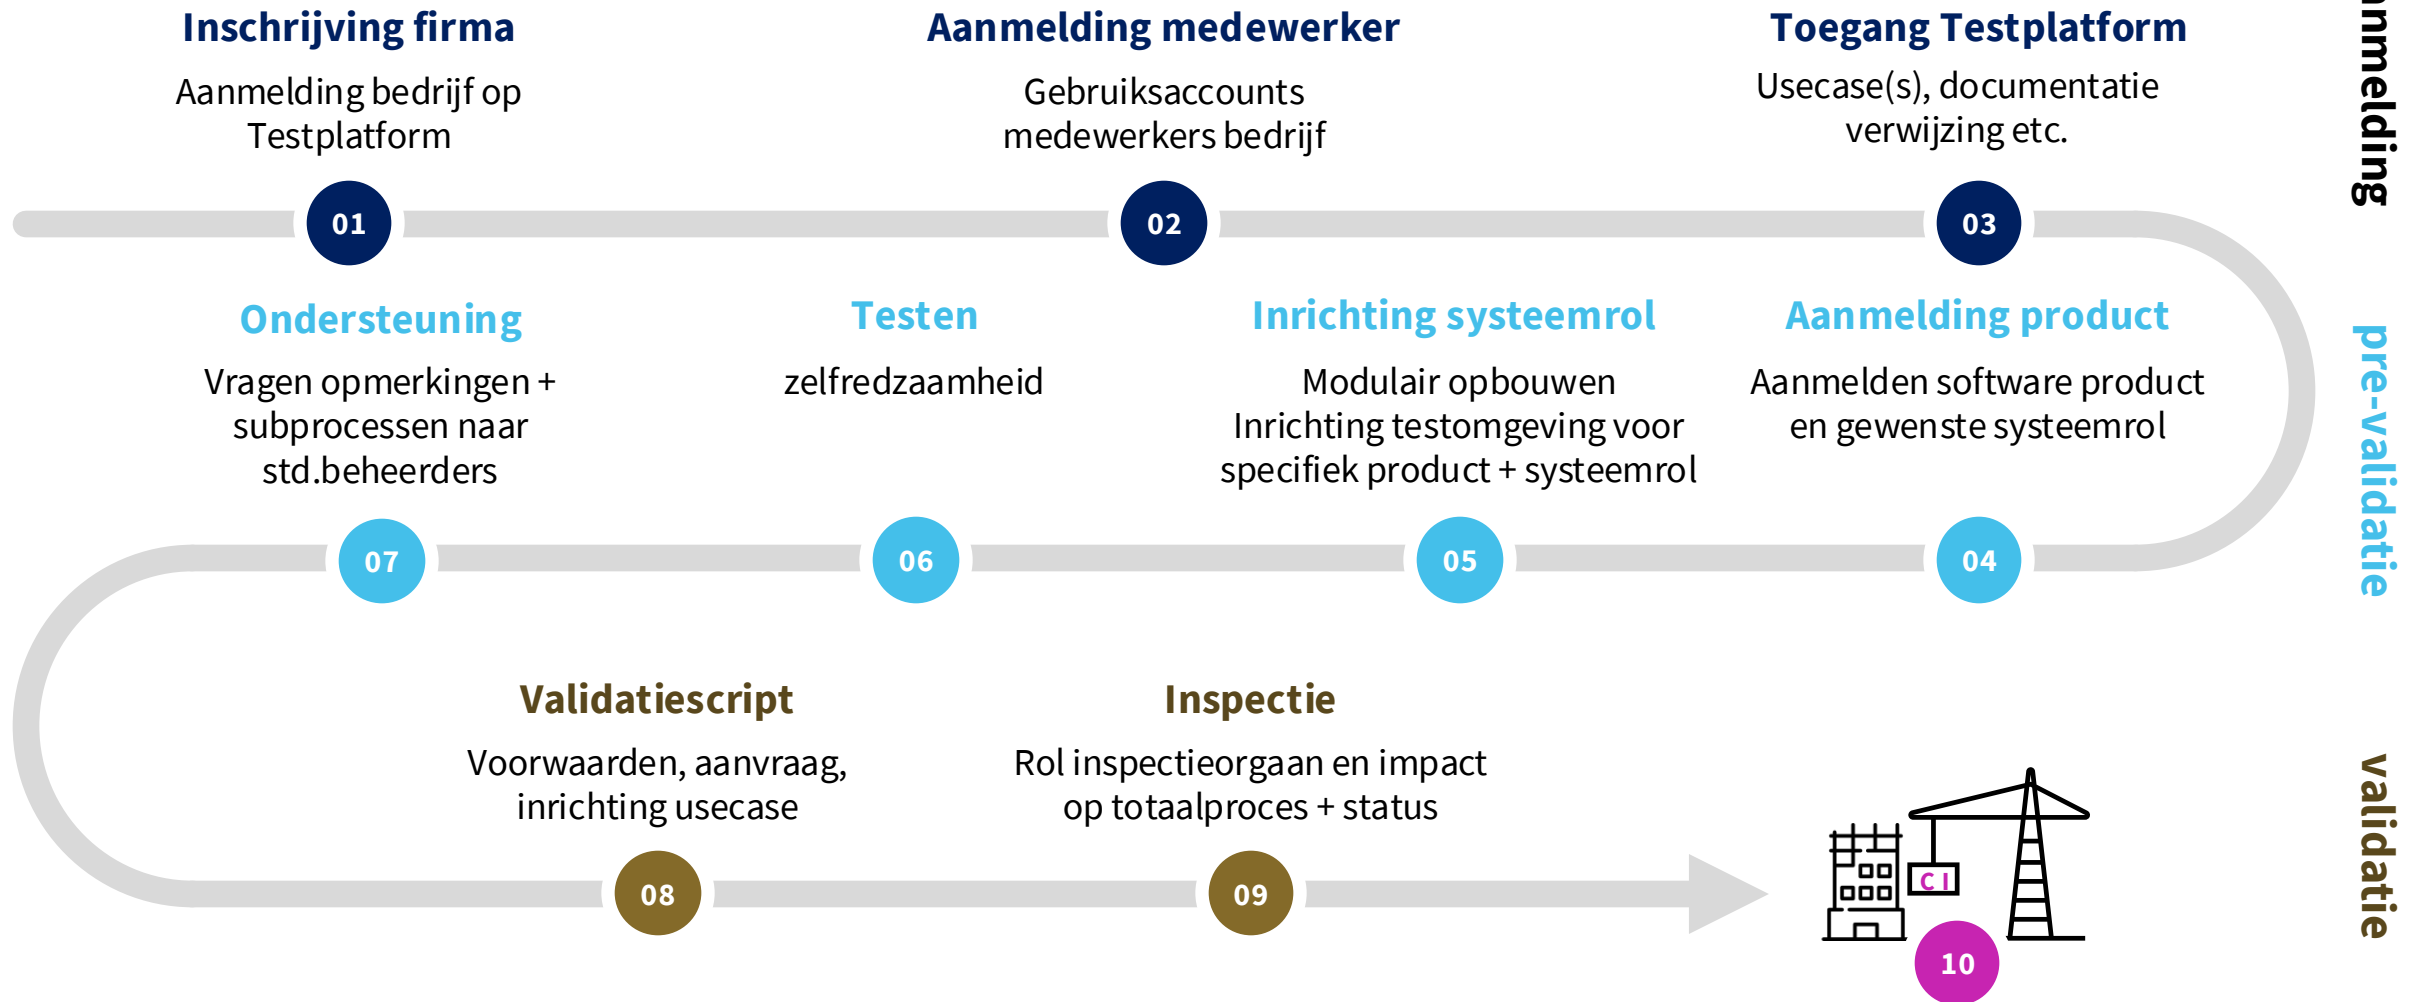 Inschrijving firma
Aanmelding bedrijf op
Testplatform
01
Aanmelding medewerker
Gebruiksaccounts
medewerkers bedrijf
02
Toegang Testplatform
Usecase(s), documentatie
verwijzing etc.
03
nmelding
Aanmelding product
Aanmelden software product
en gewenste systeemrol
04
Inrichting systeemrol
Modulair opbouwen
Inrichting testomgeving voor
specifiek product + systeemrol
05
Testen
zelfredzaamheid
06
Ondersteuning
Vragen opmerkingen +
subprocessen naar
std.beheerders
07
pre-validatie
Validatiescript
Voorwaarden, aanvraag,
inrichting usecase
08
Inspectie
Rol inspectieorgaan en impact
op totaalproces + status
09
CI
10
validatie